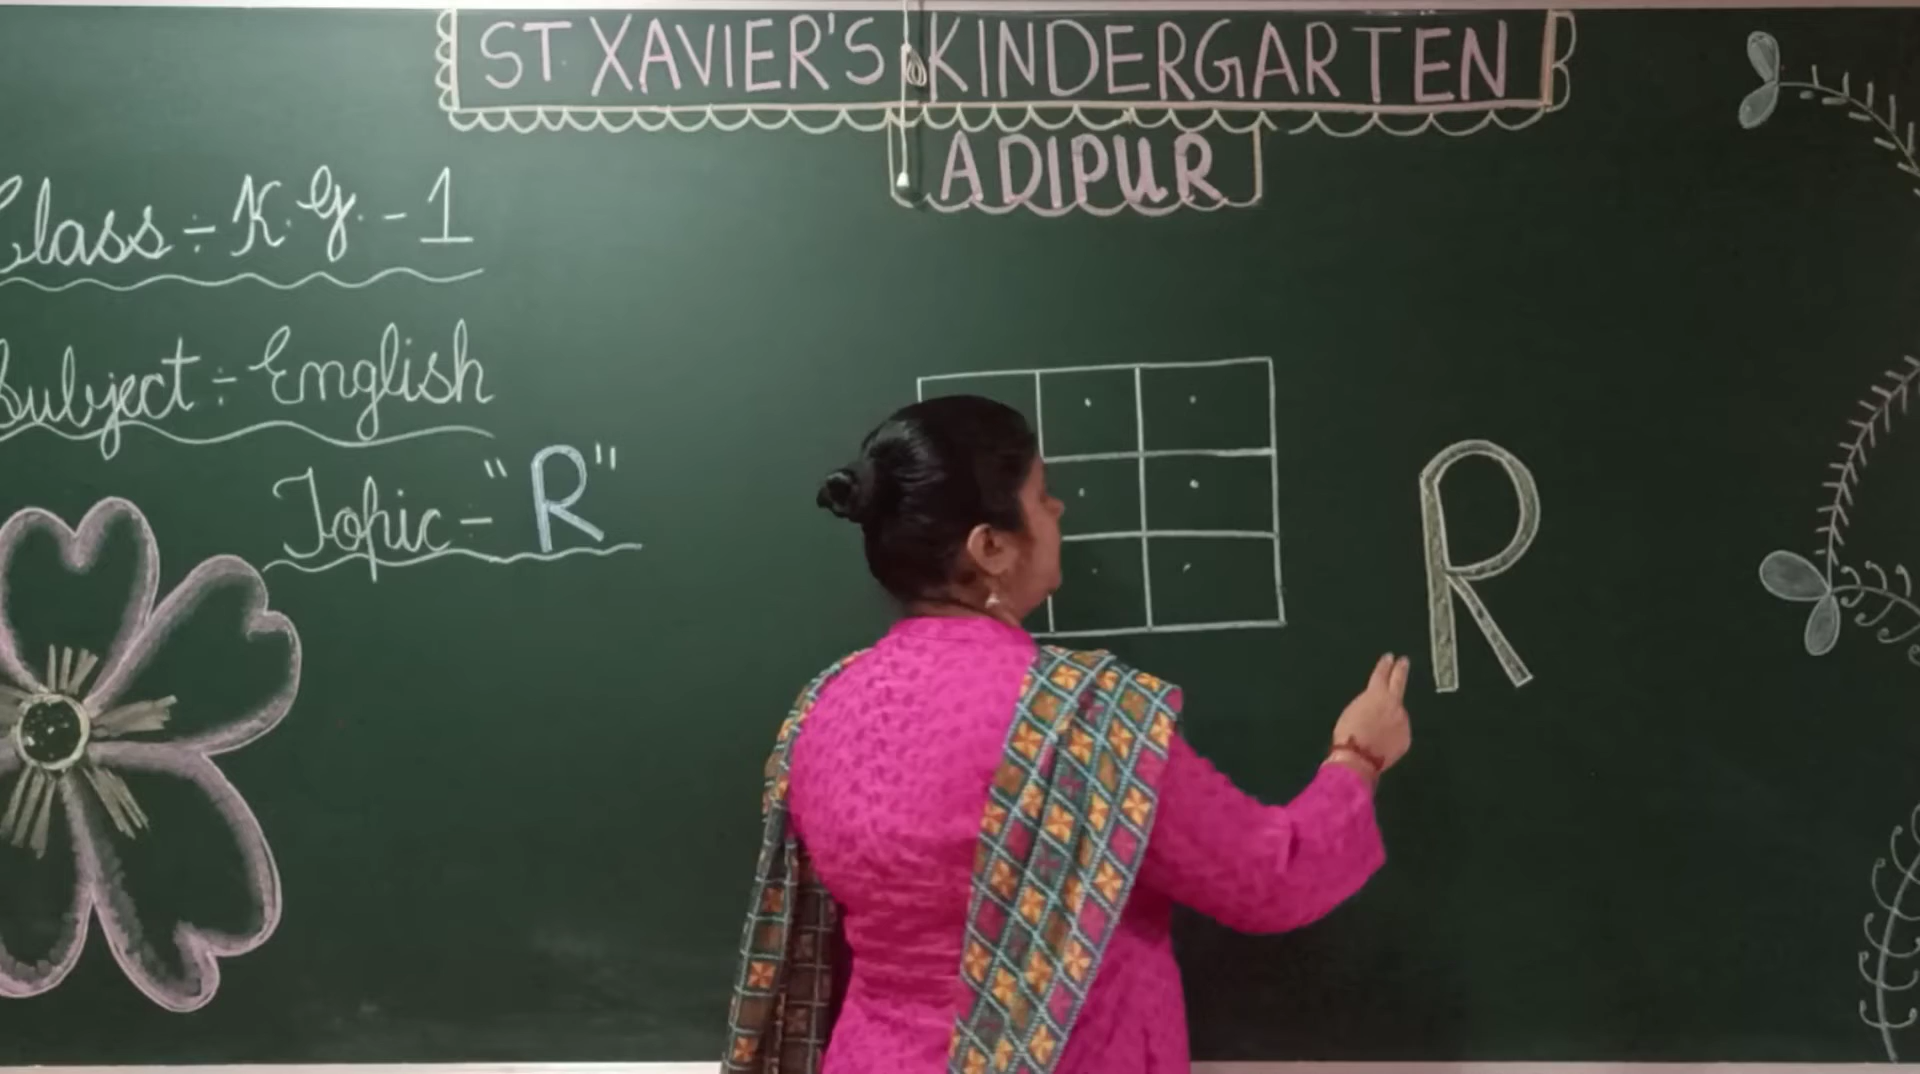 ST. XAVIER'S KINDERGARTEN
ADIPUR
Class ÷ K.G. - 1
Subject ÷ English
Topic ÷ "R"
R